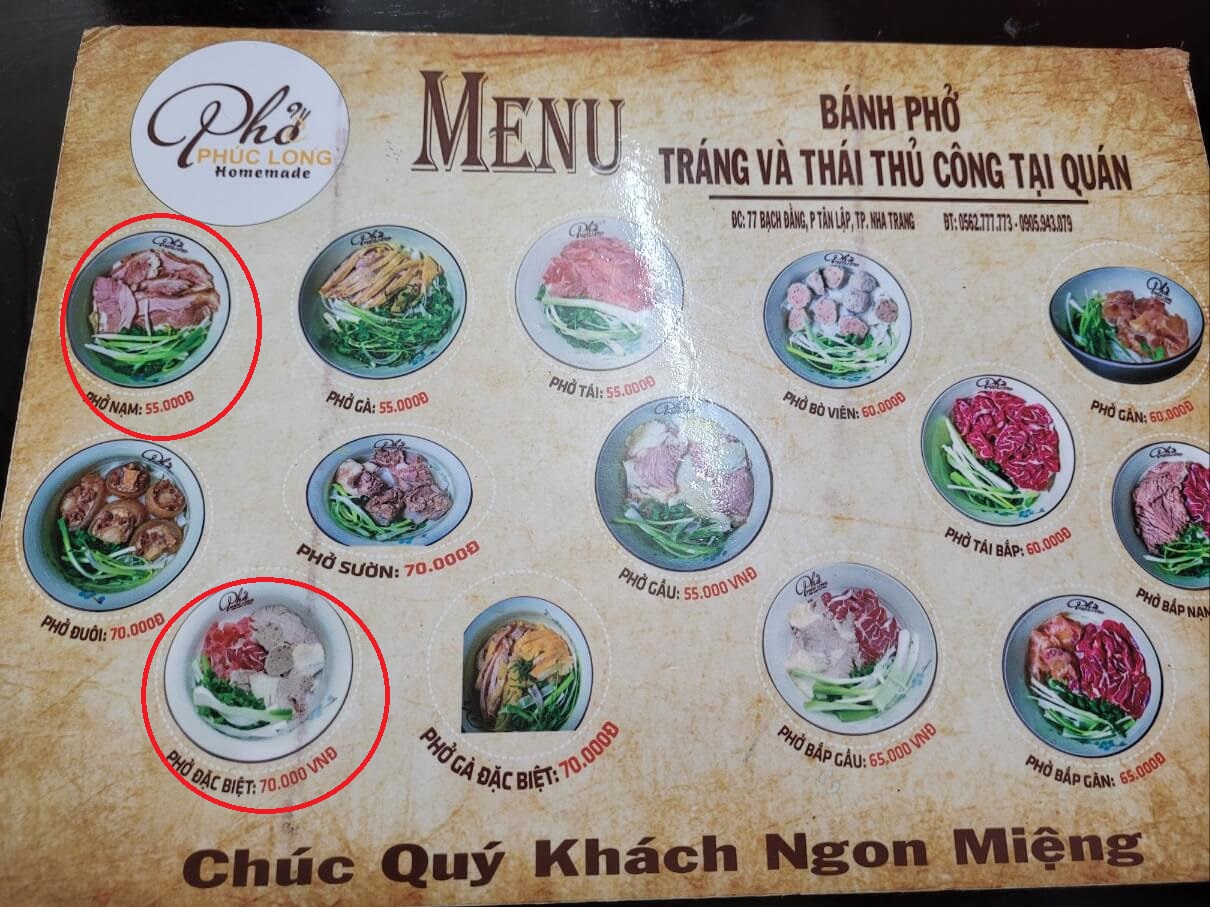 Phở
PHÚC LONG
Homemade
MENU
BÁNH PHỞ
TRÁNG VÀ THÁI THỦ CÔNG TẠI QUÁN
ĐC: 77 BẠCH ĐẰNG, P TÂN LẬP, TP. NHA TRANG ĐT: 0562.777.773 - 0905.943.079
PHỞ NẠM: 55.000Đ
PHỞ GÀ: 55.000Đ
PHỞ TÁI: 55.000Đ
PHỞ BÒ VIÊN: 60.000Đ
PHỞ GÂN: 60.000Đ
PHỞ ĐUÔI: 70.000Đ
PHỞ SƯỜN: 70.000Đ
PHỞ GẦU: 55.000 VNĐ
PHỞ TÁI BẮP: 60.000Đ
PHỞ BẮP NẠM
PHỞ ĐẶC BIỆT: 70.000 VNĐ
PHỞ GÀ ĐẶC BIỆT: 70.000Đ
PHỞ BẮP GẦU: 65,000 VNĐ
PHỞ BẮP GÂN: 65.000Đ
Chúc Quý Khách Ngon Miệng